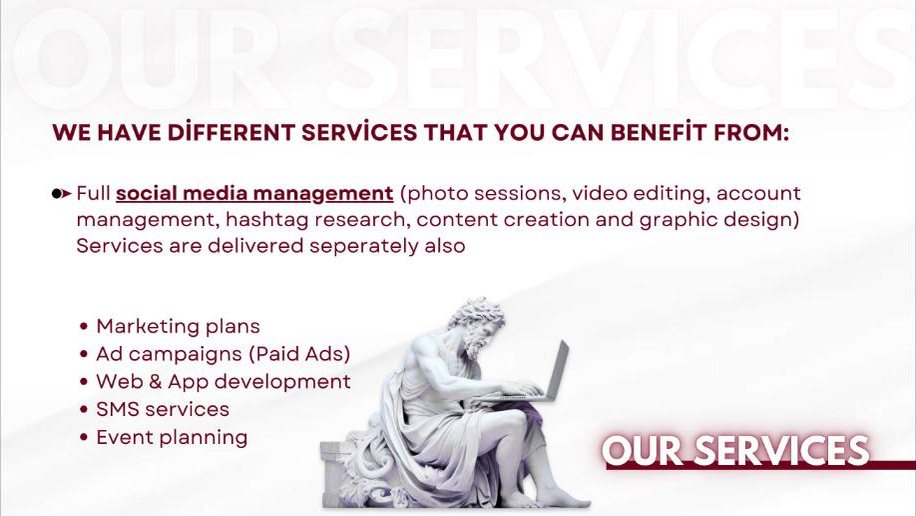 OUR SERVICES
WE HAVE DİFFERENT SERVİCES THAT YOU CAN BENEFİT FROM:
Full social media management (photo sessions, video editing, account
management, hashtag research, content creation and graphic design)
Services are delivered seperately also
• Marketing plans
• Ad campaigns (Paid Ads)
• Web & App development
• SMS services
• Event planning
OUR SERVICES